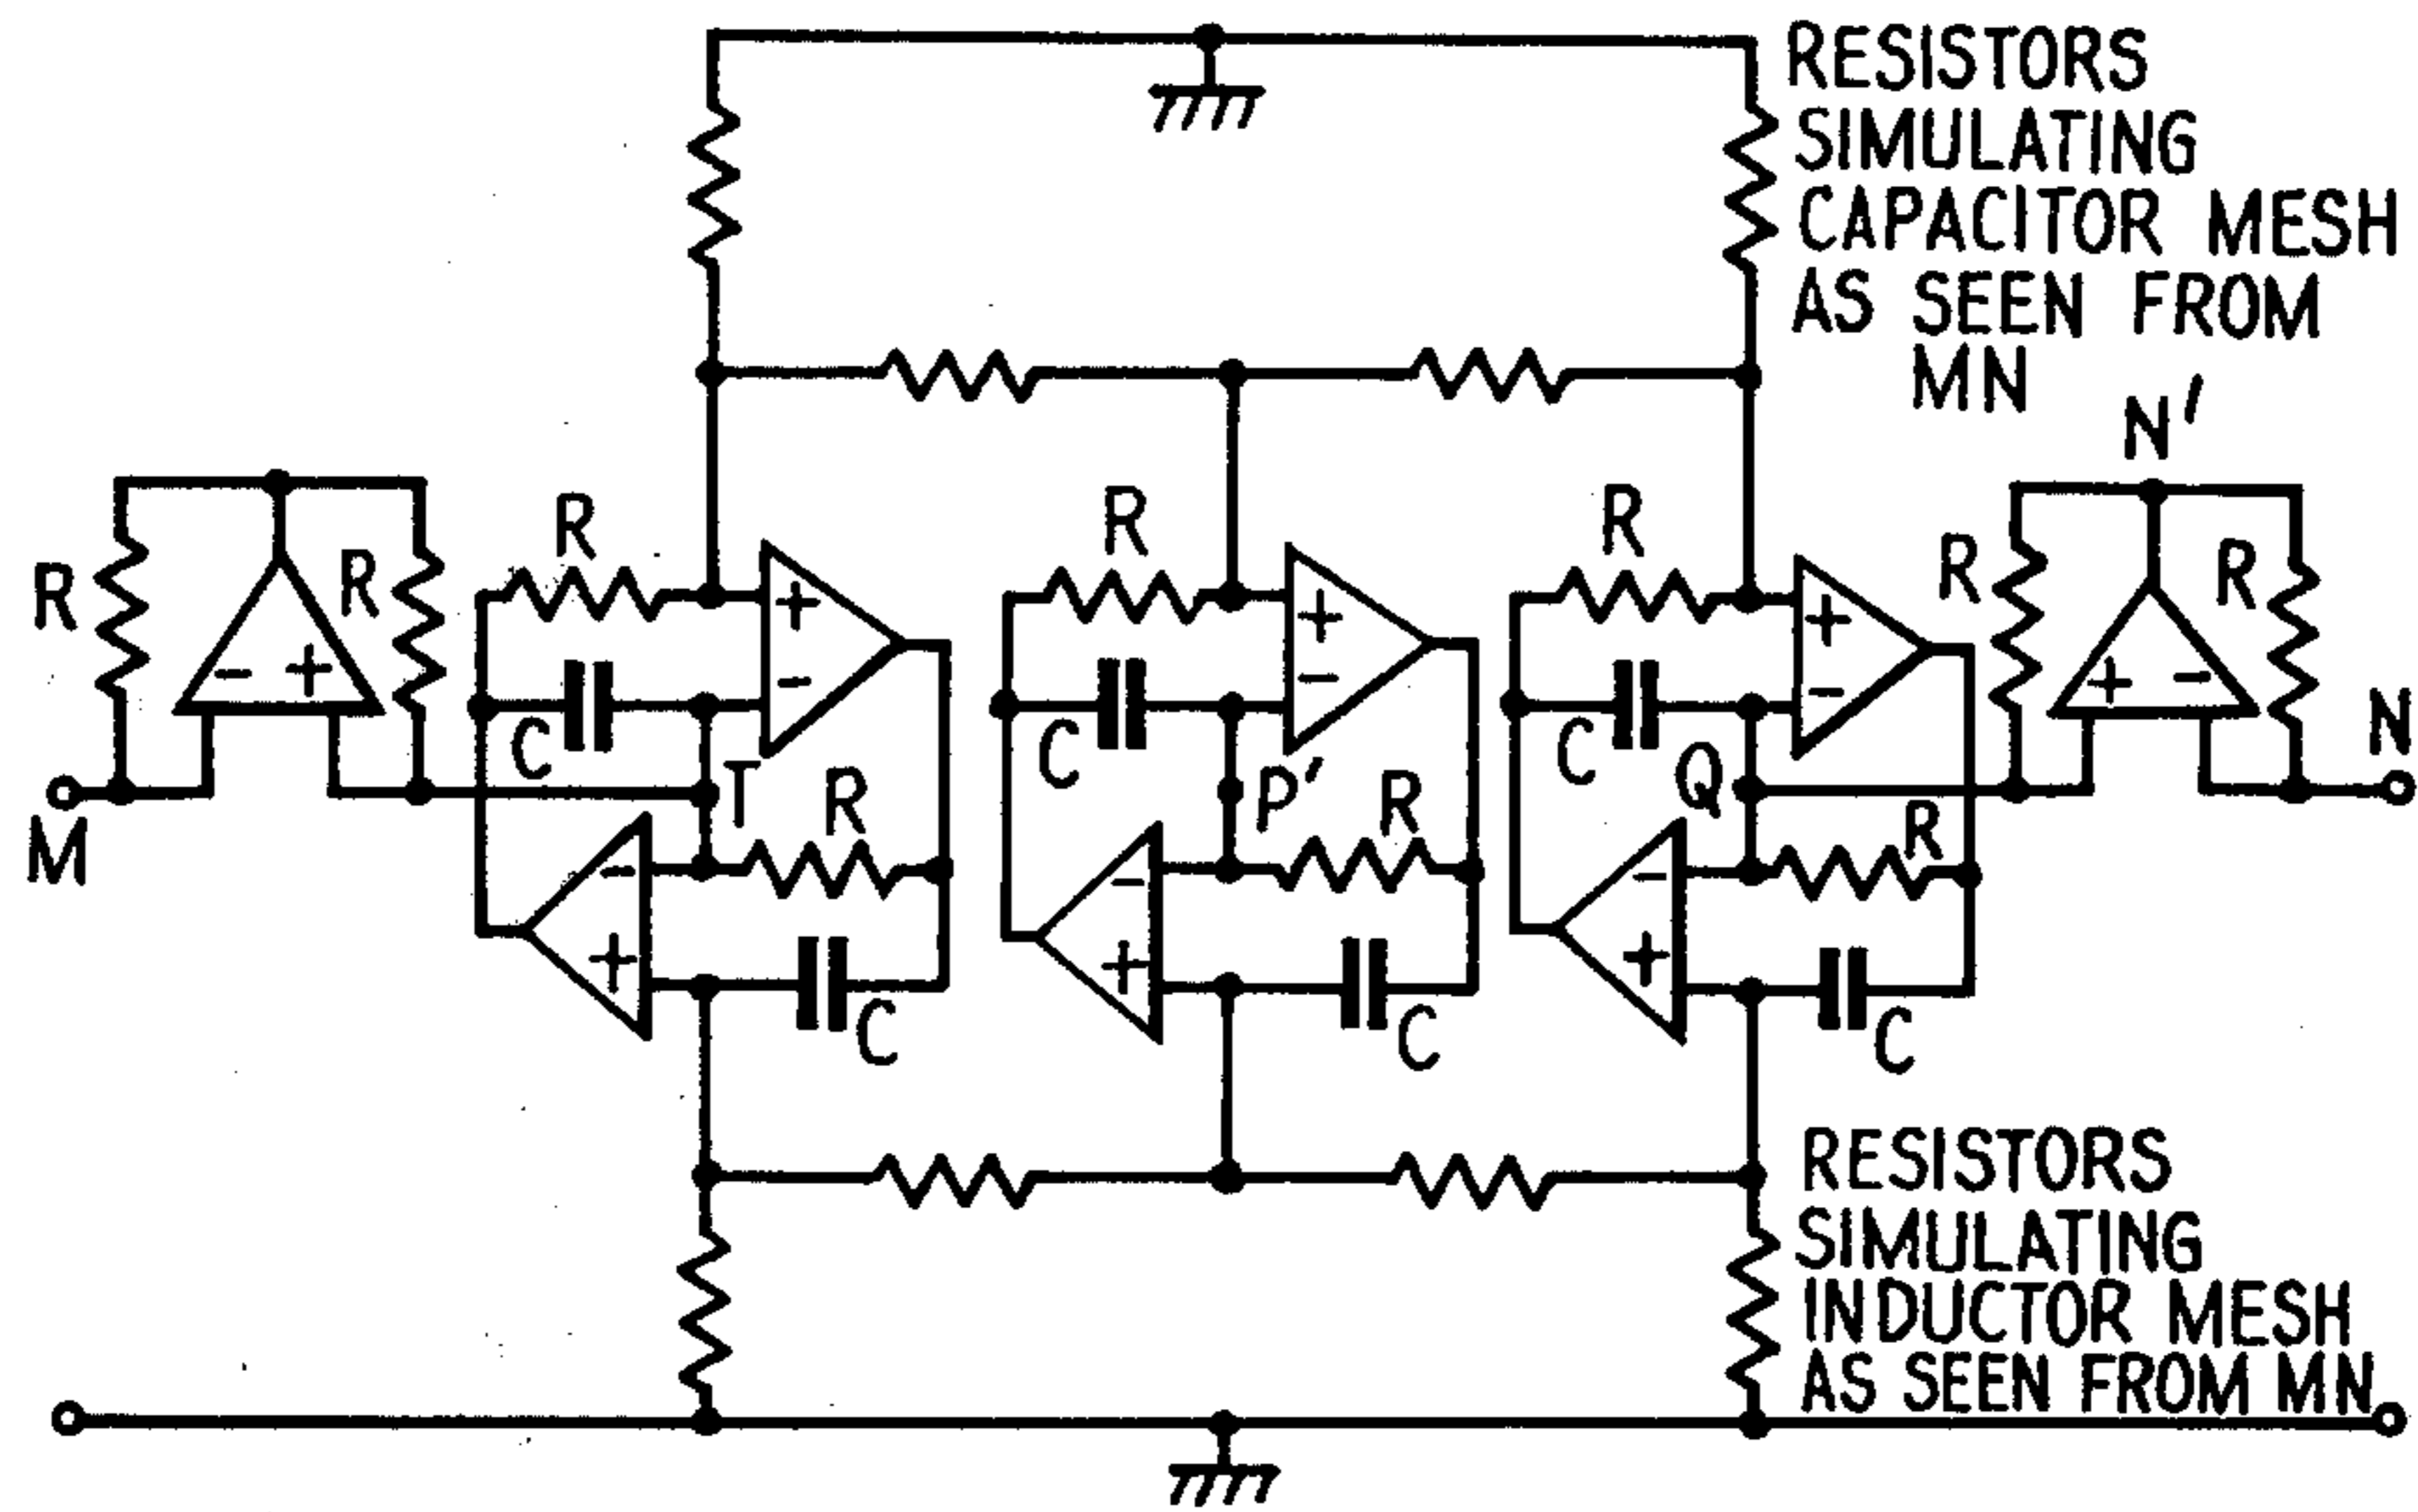 RESISTORS
SIMULATING
CAPACITOR MESH
AS SEEN FROM
MN
N'
R
R
R
R
R
R
R
+
+
+
-
+
+
-
-
-
-
C
C
C
M
T
R
P'
R
Q
R
N
-
-
-
+
+
+
C
C
C
RESISTORS
SIMULATING
INDUCTOR MESH
AS SEEN FROM MN